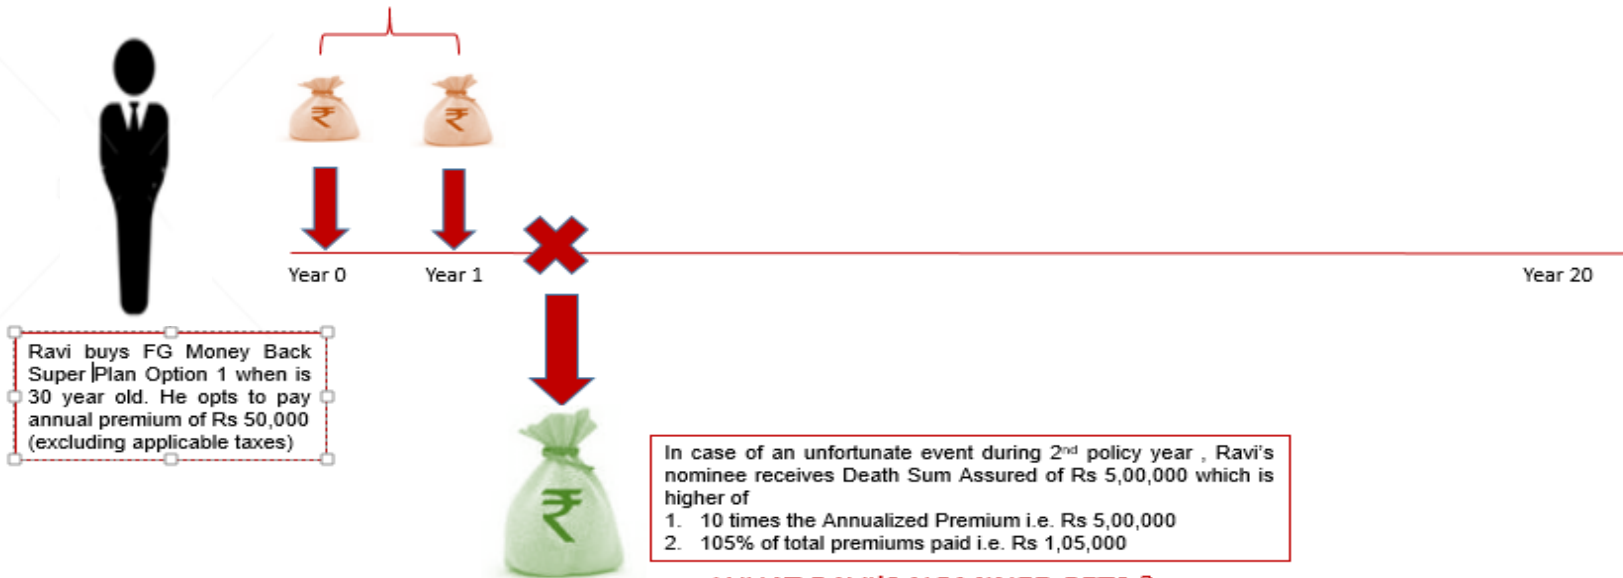 ₹
₹
Year 0
Year 1
Year 20
Ravi buys FG Money Back
Super Plan Option 1 when is
30 year old. He opts to pay
annual premium of Rs 50,000
(excluding applicable taxes)
₹
In case of an unfortunate event during 2nd policy year , Ravi's
nominee receives Death Sum Assured of Rs 5,00,000 which is
higher of
1. 10 times the Annualized Premium i.e. Rs 5,00,000
2. 105% of total premiums paid i.e. Rs 1,05,000